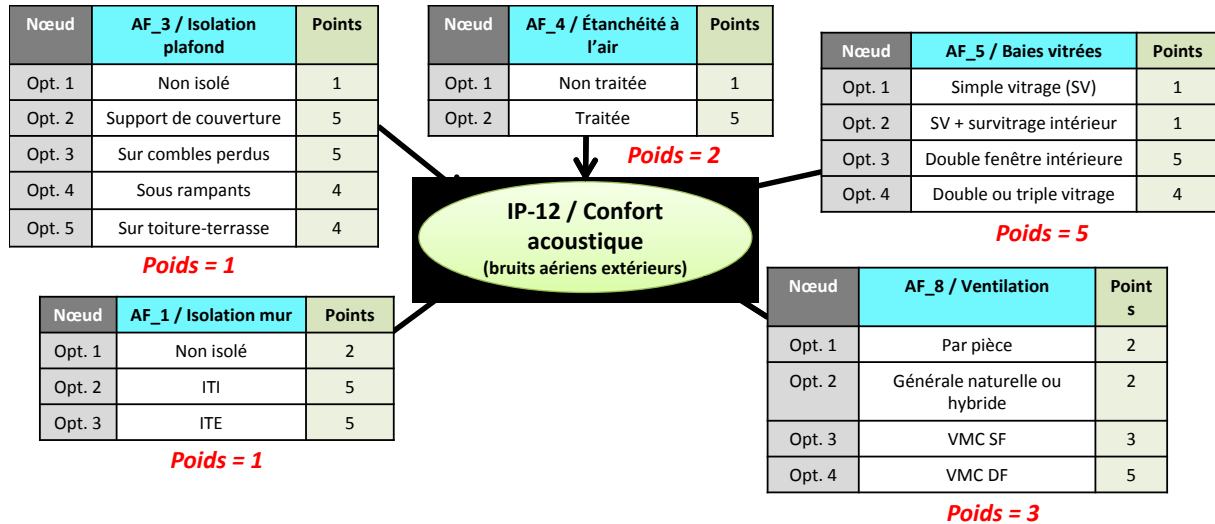 Nœud AF_3 / Isolation plafond Points
Opt. 1 Non isolé 1
Opt. 2 Support de couverture 5
Opt. 3 Sur combles perdus 5
Opt. 4 Sous rampants 4
Opt. 5 Sur toiture-terrasse 4
Poids = 1
Nœud AF_4 / Étanchéité à l’air Points
Opt. 1 Non traitée 1
Opt. 2 Traitée 5
Poids = 2
Nœud AF_5 / Baies vitrées Points
Opt. 1 Simple vitrage (SV) 1
Opt. 2 SV + survitrage intérieur 1
Opt. 3 Double fenêtre intérieure 5
Opt. 4 Double ou triple vitrage 4
Poids = 5
IP-12 / Confort
acoustique
(bruits aériens extérieurs)
Nœud AF_1 / Isolation mur Points
Opt. 1 Non isolé 2
Opt. 2 ITI 5
Opt. 3 ITE 5
Poids = 1
Nœud AF_8 / Ventilation Points
Opt. 1 Par pièce 2
Opt. 2 Générale naturelle ou hybride 2
Opt. 3 VMC SF 3
Opt. 4 VMC DF 5
Poids = 3